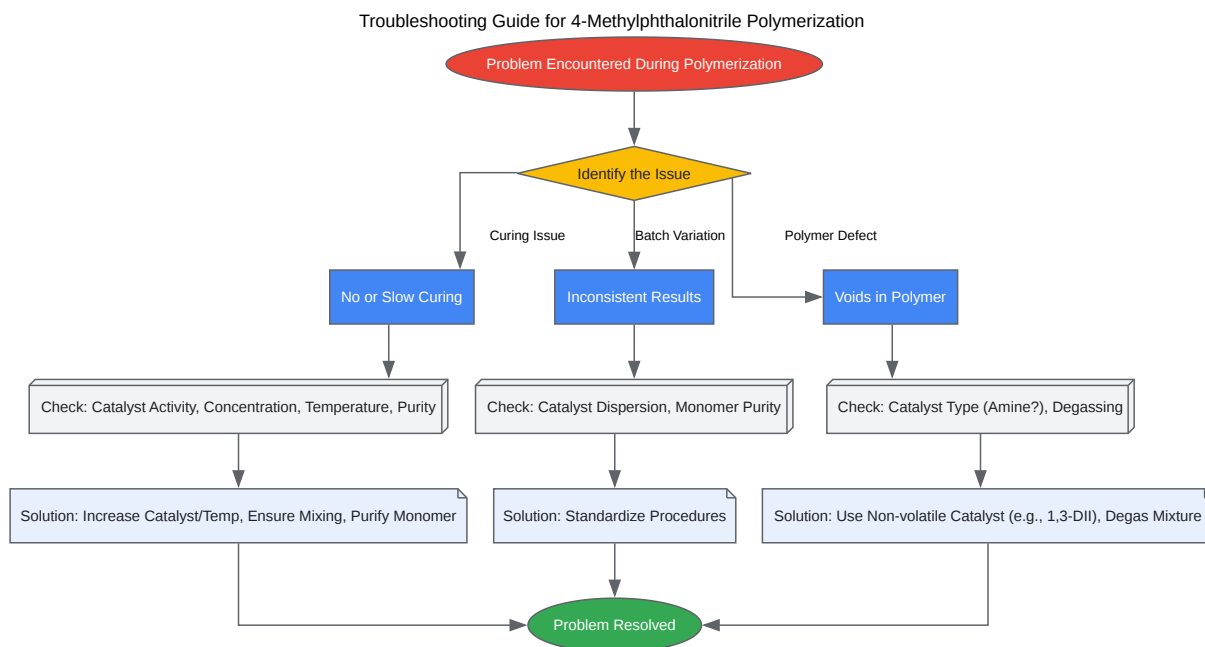 Troubleshooting Guide for 4-Methylphthalonitrile Polymerization
Problem Encountered During Polymerization
Identify the Issue
Curing Issue
Batch Variation
Polymer Defect
No or Slow Curing
Inconsistent Results
Voids in Polymer
Check: Catalyst Activity, Concentration, Temperature, Purity
Check: Catalyst Dispersion, Monomer Purity
Check: Catalyst Type (Amine?), Degassing
Solution: Increase Catalyst/Temp, Ensure Mixing, Purify Monomer
Solution: Standardize Procedures
Solution: Use Non-volatile Catalyst (e.g., 1,3-DII), Degas Mixture
Problem Resolved